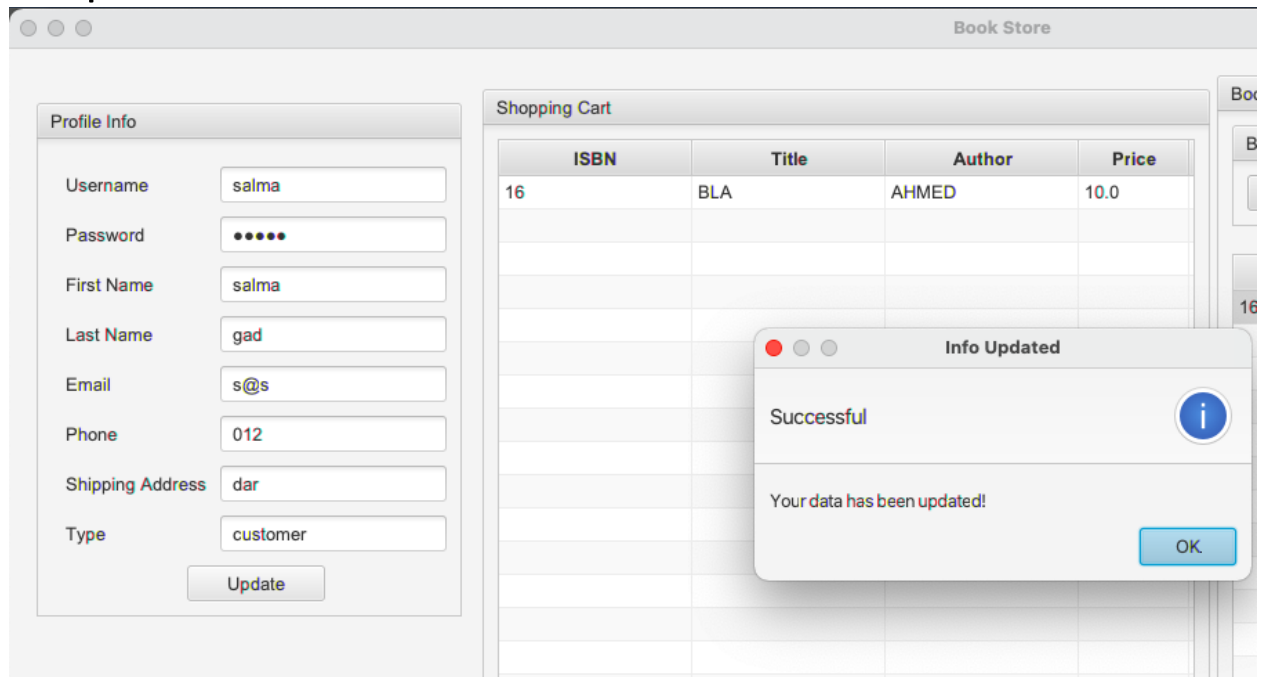 Book Store
Profile Info
Username salma
Password •••••
First Name salma
Last Name gad
Email s@s
Phone 012
Shipping Address dar
Type customer
Update
Shopping Cart
ISBN Title Author Price
16 BLA AHMED 10.0
Info Updated
Successful
i
Your data has been updated!
OK
B
16